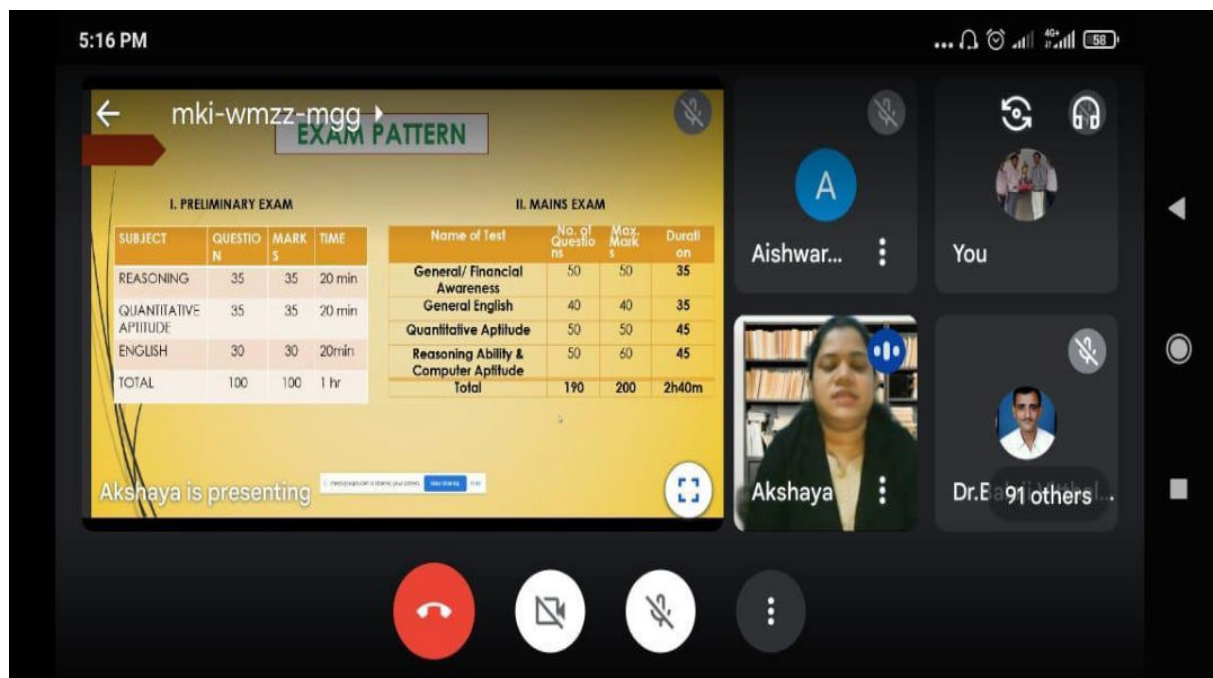 5:16 PM
4G+
58
mki-wmzz-mgg
EXAM PATTERN
I. PRELIMINARY EXAM
SUBJECT QUESTIO N MARK S TIME
REASONING 35 35 20 min
QUANTITATIVE APTITUDE 35 35 20 min
ENGLISH 30 30 20min
TOTAL 100 100 1 hr
II. MAINS EXAM
Name of Test No. of Questio ns Max. Mark s Durati on
General/ Financial Awareness 50 50 35
General English 40 40 35
Quantitative Aptitude 50 50 45
Reasoning Ability & Computer Aptitude 50 60 45
Total 190 200 2h40m
Akshaya is presenting
A
Aishwar...
You
Akshaya
Dr.B
91 others